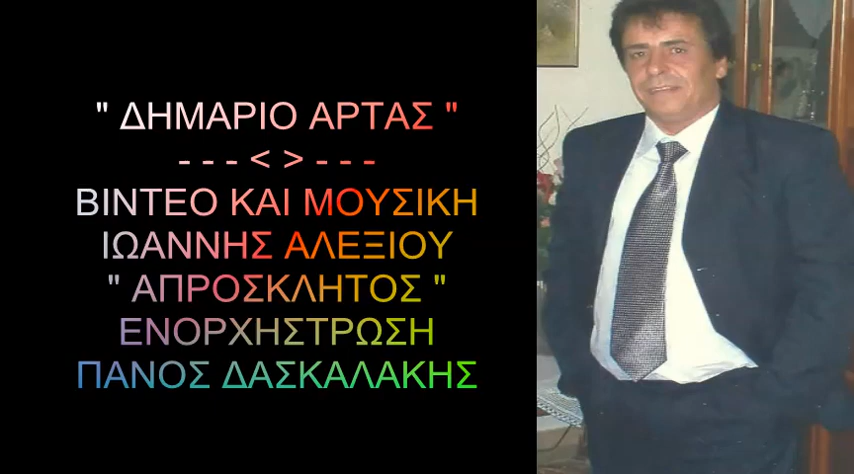 " ΔΗΜΑΡΙΟ ΑΡΤΑΣ "
- - - < > - - -
ΒΙΝΤΕΟ ΚΑΙ ΜΟΥΣΙΚΗ
ΙΩΑΝΝΗΣ ΑΛΕΞΙΟΥ
" ΑΠΡΟΣΚΛΗΤΟΣ "
ΕΝΟΡΧΗΣΤΡΩΣΗ
ΠΑΝΟΣ ΔΑΣΚΑΛΑΚΗΣ